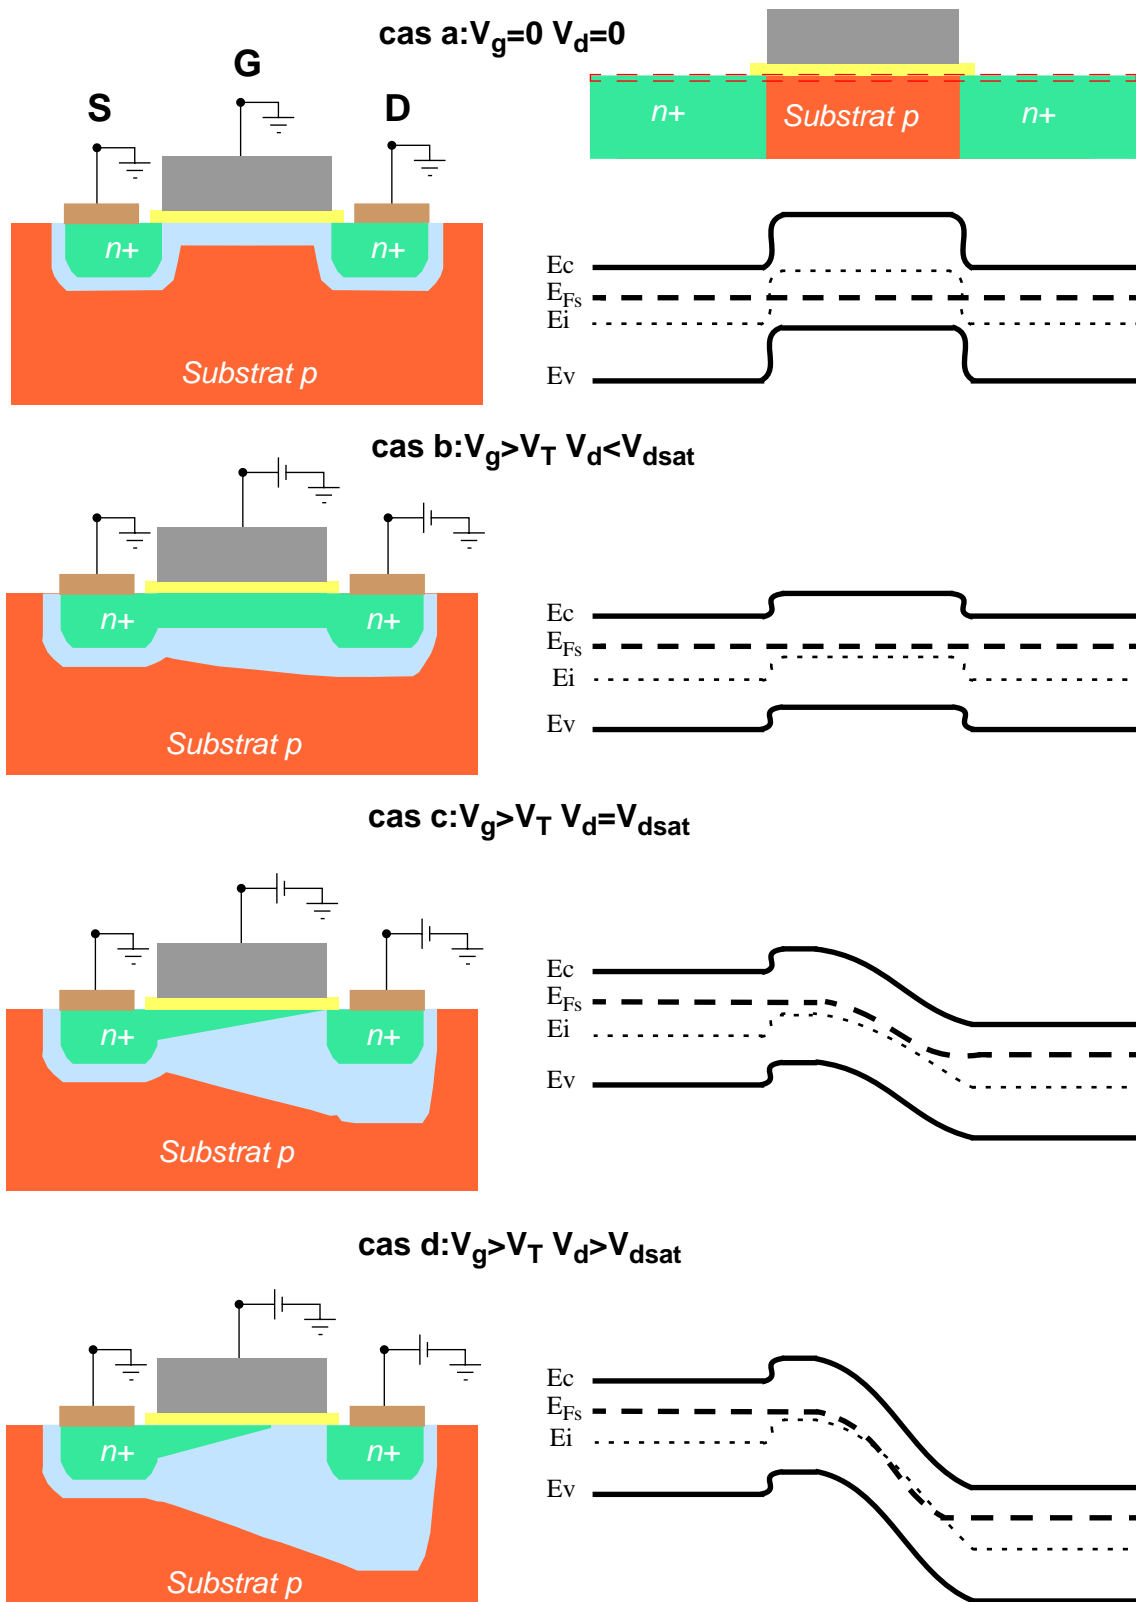 cas a:Vg=0 Vd=0
G
S
D
n+
n+
Substrat p
n+
Substrat p
n+
Ec
EFs
Ei
Ev
cas b:Vg>VT Vd<Vdsat
n+
n+
Substrat p
Ec
EFs
Ei
Ev
cas c:Vg>VT Vd=Vdsat
n+
n+
Substrat p
Ec
EFs
Ei
Ev
cas d:Vg>VT Vd>Vdsat
n+
n+
Substrat p
Ec
EFs
Ei
Ev